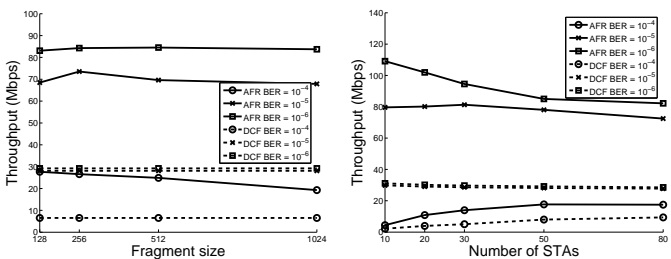 100
90
80
70
60
50
40
30
20
10
0
128 256 512 1024
Throughput (Mbps)
Fragment size
AFR BER = 10⁻⁴
AFR BER = 10⁻⁵
AFR BER = 10⁻⁶
DCF BER = 10⁻⁴
DCF BER = 10⁻⁵
DCF BER = 10⁻⁶
140
120
100
80
60
40
20
0
10 20 30 50 80
Throughput (Mbps)
Number of STAs
AFR BER = 10⁻⁴
AFR BER = 10⁻⁵
AFR BER = 10⁻⁶
DCF BER = 10⁻⁴
DCF BER = 10⁻⁵
DCF BER = 10⁻⁶